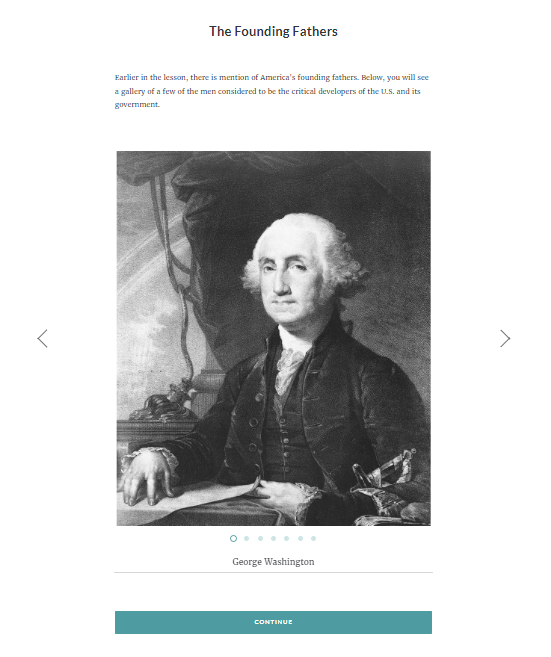 The Founding Fathers
Earlier in the lesson, there is mention of America's founding fathers. Below, you will see
a gallery of a few of the men considered to be the critical developers of the U.S. and its
government.
George Washington
CONTINUE